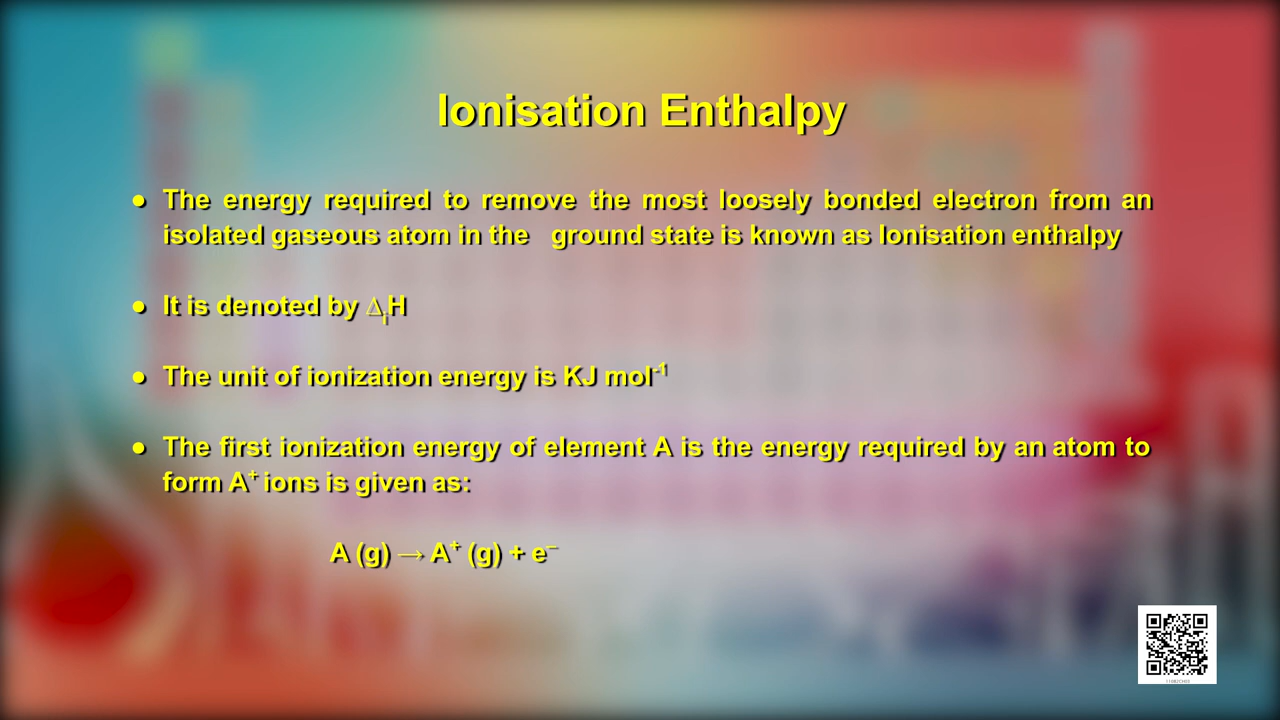 Ionisation Enthalpy
● The energy required to remove the most loosely bonded electron from an
isolated gaseous atom in the ground state is known as Ionisation enthalpy
● It is denoted by ΔᵢH
● The unit of ionization energy is KJ mol⁻¹
● The first ionization energy of element A is the energy required by an atom to
form A⁺ ions is given as:
A (g) → A⁺ (g) + e⁻